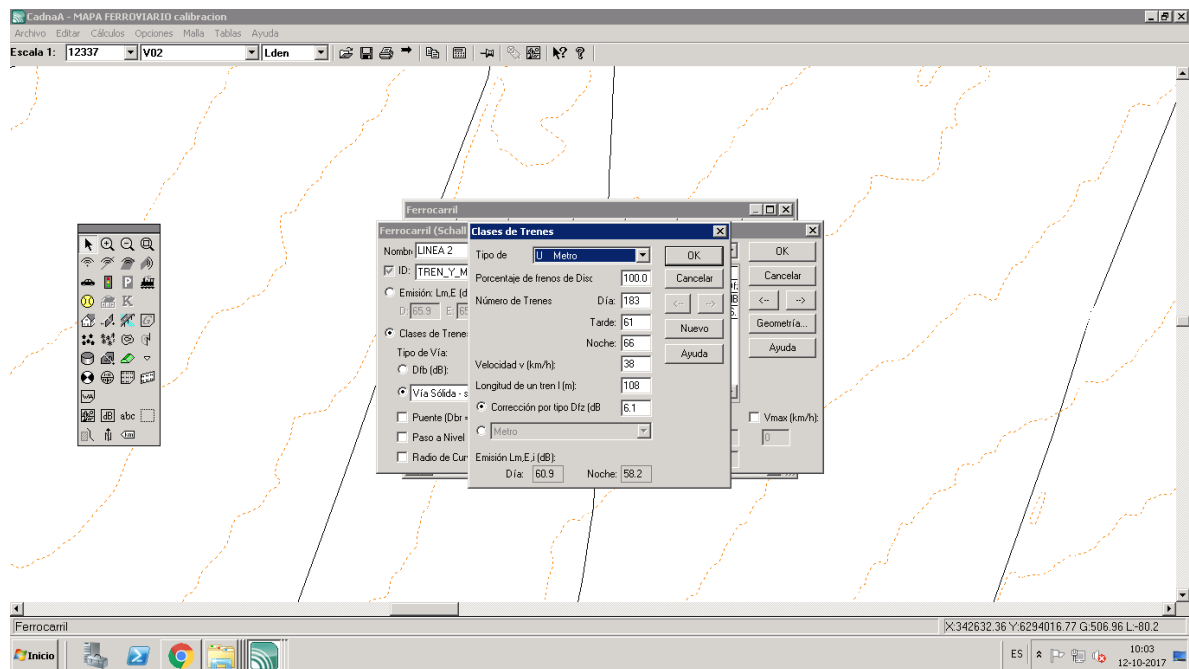 CadnaA - MAPA FERROVIARIO calibracion
Archivo Editar Cálculos Opciones Malla Tablas Ayuda
Escala 1: 12337 V02 Lden
Ferrocarril
Ferrocarril (Schall
Clases de Trenes
Nombr LINEA 2
ID: TREN_Y_M
Emisión: Lm,E (d
D: 65.9 E: 65
Clases de Trene
Tipo de Vía:
Dfb (dB):
Vía Sólida - s
Puente (Dbr =
Paso a Nivel
Radio de Cur
Tipo de U Metro
Porcentaje de frenos de Disc 100.0
Número de Trenes Día: 183
Tarde: 61
Noche: 66
Velocidad v (km/h): 38
Longitud de un tren l (m): 108
Corrección por tipo Dfz (dB 6.1
Metro
Emisión Lm,E,i (dB):
Día: 60.9 Noche: 58.2
OK
Cancelar
<-- -->
Nuevo
Ayuda
OK
Cancelar
<-- -->
Geometría...
Ayuda
Vmax (km/h):
0
P
K
abc
Ferrocarril
X:342632.36 Y:6294016.77 G:506.96 L:-80.2
Inicio
ES
10:03
12-10-2017